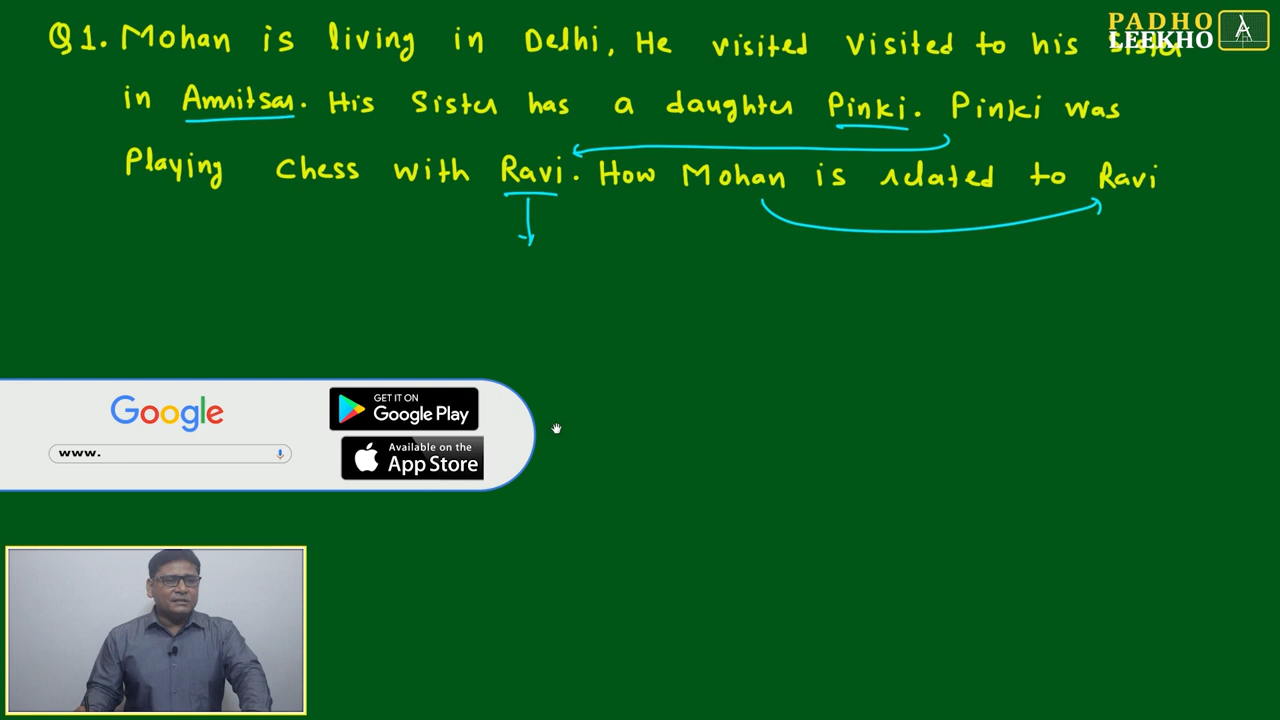 Q1. Mohan is living in Delhi, He visited visited to his sister
in Amritsar. His Sister has a daughter Pinki. Pinki was
Playing Chess with Ravi. How Mohan is related to Ravi
PADHO
LEEKHO
Google
www.
GET IT ON
Google Play
Available on the
App Store